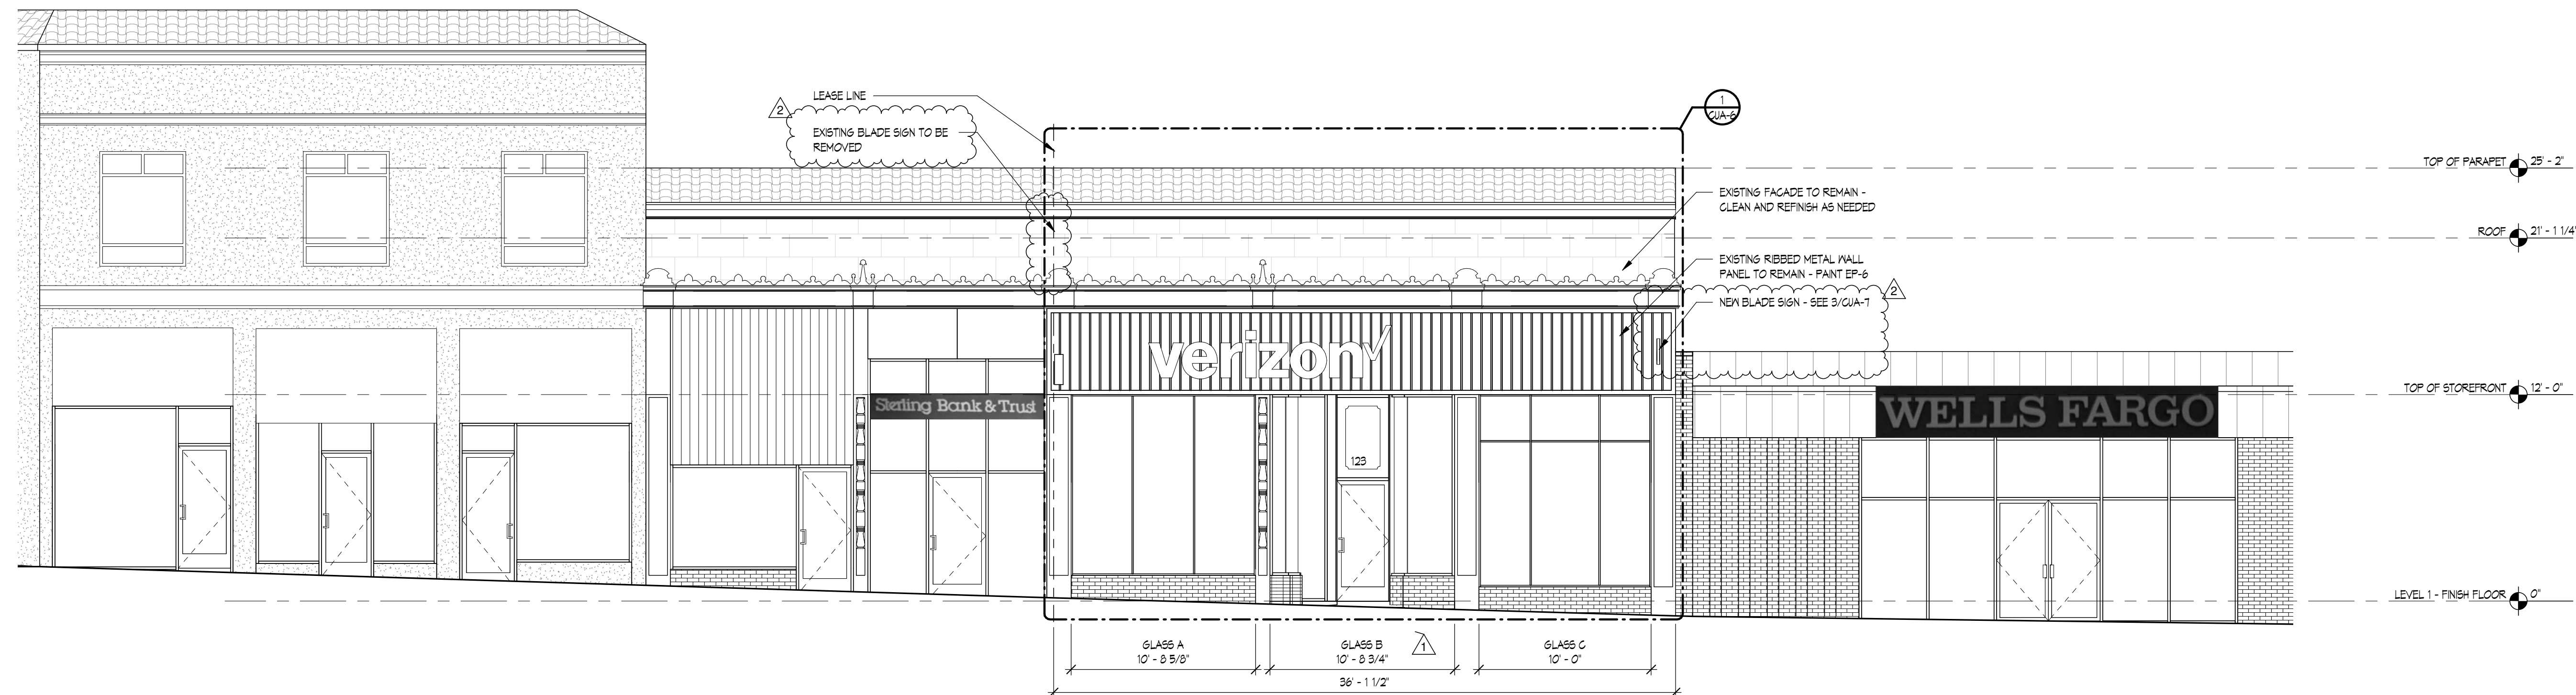 LEASE LINE
2
EXISTING BLADE SIGN TO BE
REMOVED
1
CUA-6
TOP OF PARAPET 25' - 2"
EXISTING FACADE TO REMAIN -
CLEAN AND REFINISH AS NEEDED
ROOF 21' - 1 1/4"
EXISTING RIBBED METAL WALL
PANEL TO REMAIN - PAINT EP-6
2
NEW BLADE SIGN - SEE 3/CUA-7
verizon
TOP OF STOREFRONT 12' - 0"
Sterling Bank & Trust
WELLS FARGO
123
LEVEL 1 - FINISH FLOOR 0"
GLASS A
10' - 8 5/8"
GLASS B
10' - 8 3/4"
1
GLASS C
10' - 0"
36' - 1 1/2"